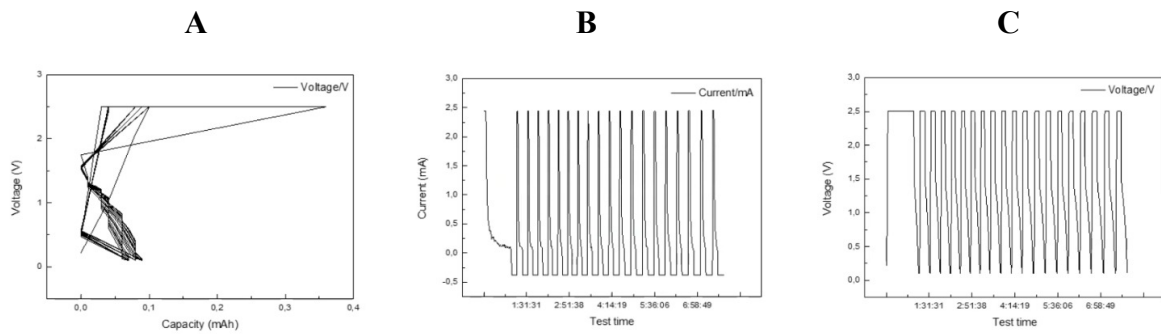 A
B
C
3
2
1
0
Voltage (V)
Voltage/V
0,0 0,1 0,2 0,3 0,4
Capacity (mAh)
3,0
2,5
2,0
1,5
1,0
0,5
0,0
-0,5
Current (mA)
Current/mA
1:31:31 2:51:38 4:14:19 5:36:06 6:58:49
Test time
3,0
2,5
2,0
1,5
1,0
0,5
0,0
Voltage (V)
Voltage/V
1:31:31 2:51:38 4:14:19 5:36:06 6:58:49
Test time